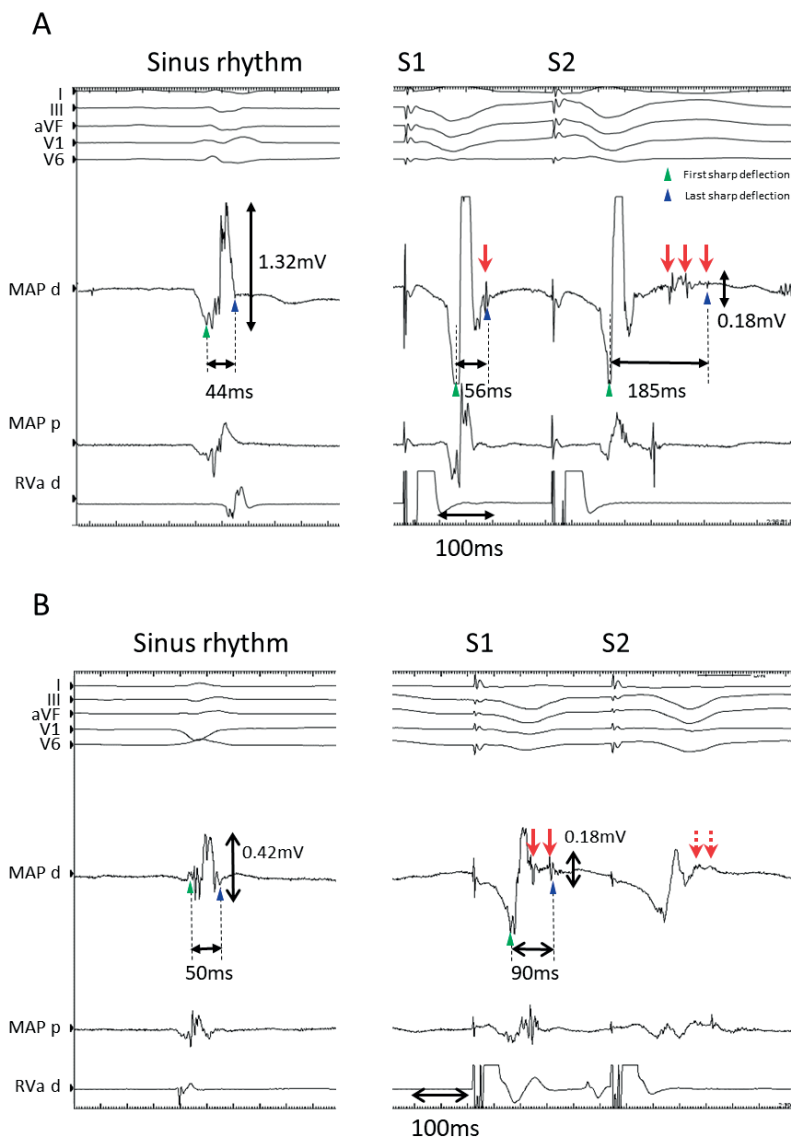 A
Sinus rhythm
S1 S2
I
III
aVF
V1
V6
First sharp deflection
Last sharp deflection
MAP d
1.32mV
0.18mV
44ms
56ms
185ms
MAP p
RVa d
100ms
B
Sinus rhythm
S1 S2
I
III
aVF
V1
V6
MAP d
0.42mV
0.18mV
50ms
90ms
MAP p
RVa d
100ms